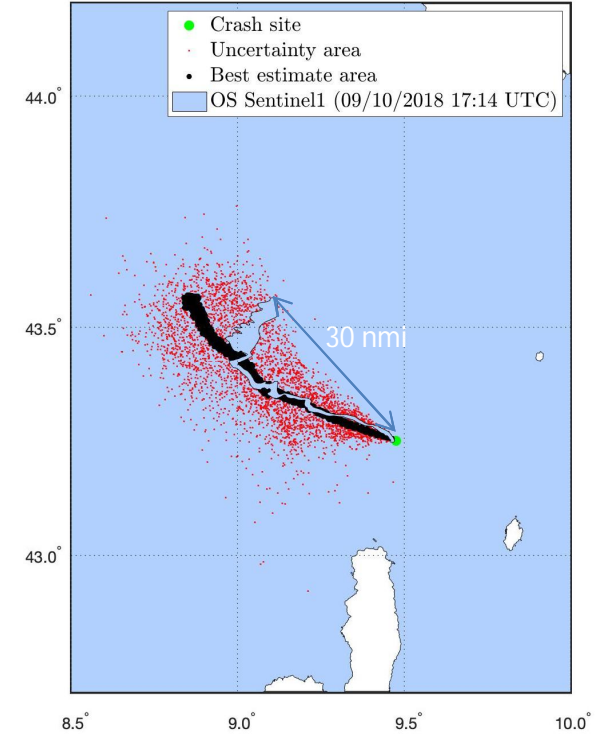 Crash site
Uncertainty area
Best estimate area
OS Sentinel1 (09/10/2018 17:14 UTC)
44.0°
43.5°
30 nmi
43.0°
8.5° 9.0° 9.5° 10.0°